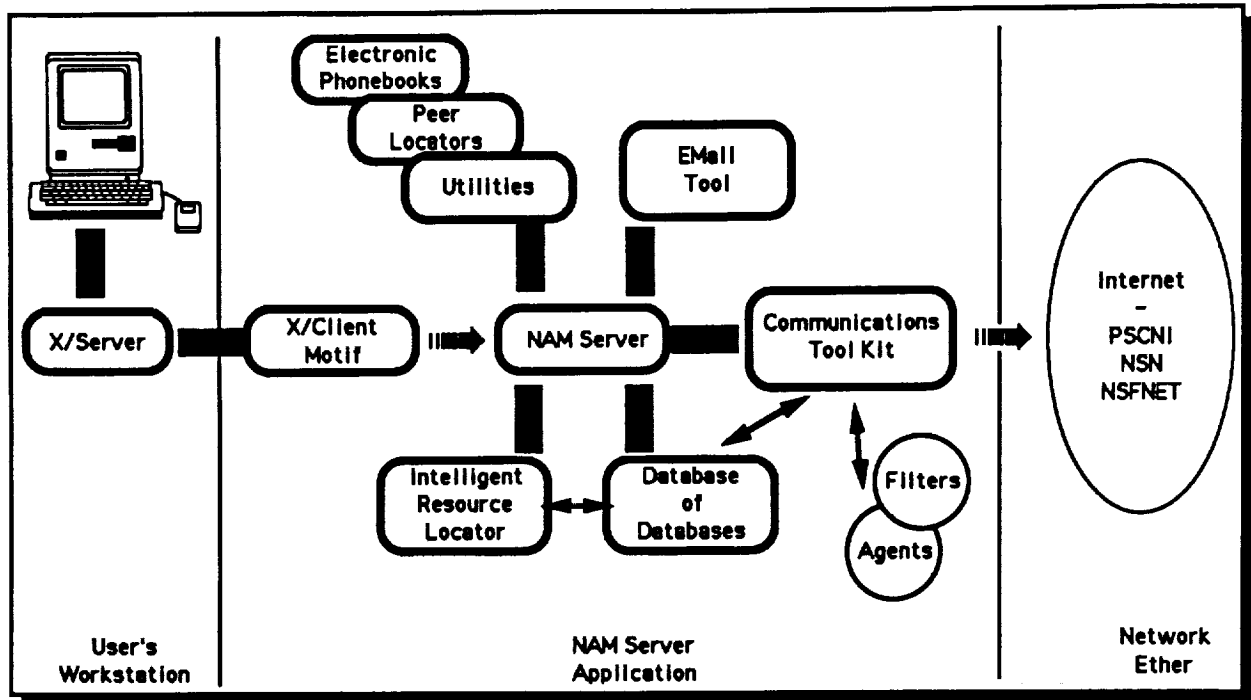 Electronic
Phonebooks
Peer
Locators
Utilities
EMail
Tool
X/Server
X/Client
Motif
NAM Server
Communications
Tool Kit
Internet
-
PSCNI
NSN
NSFNET
Intelligent
Resource
Locator
Database
of
Databases
Filters
Agents
User's
Workstation
NAM Server
Application
Network
Ether